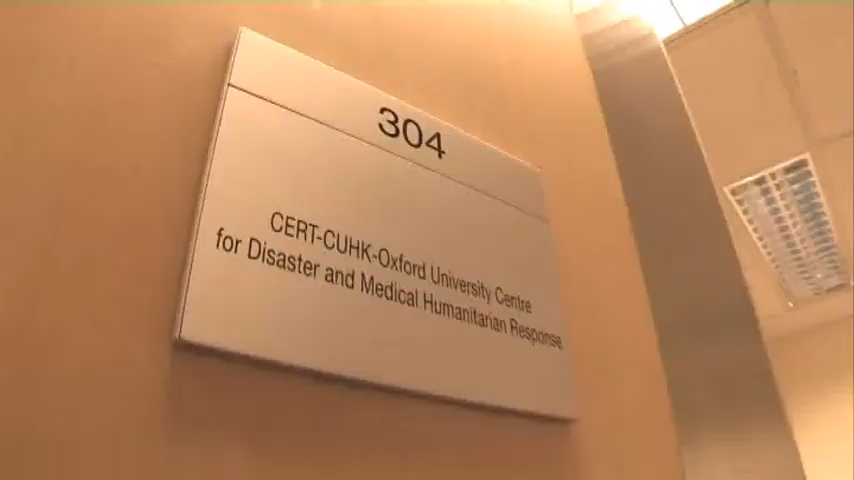 304
CERT-CUHK-Oxford University Centre
for Disaster and Medical Humanitarian Response